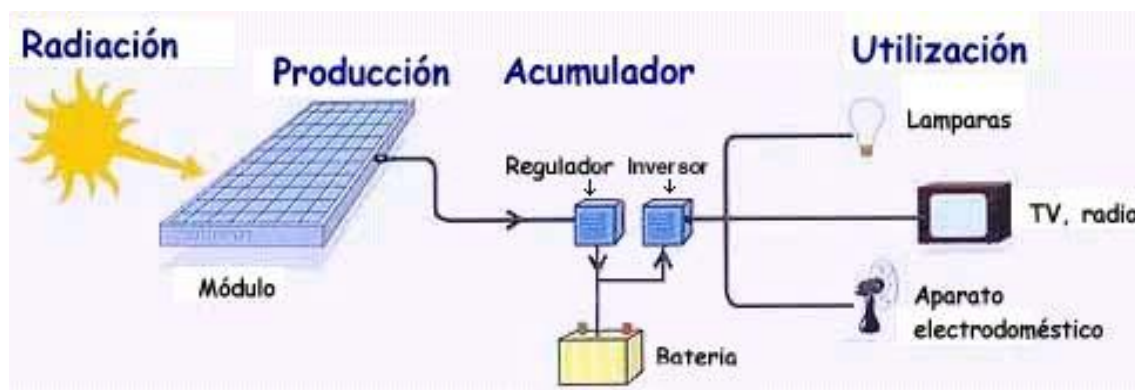 Radiación
Producción
Acumulador
Utilización
Lamparas
Regulador
Inversor
TV, radio
Módulo
Aparato
electrodoméstico
Bateria